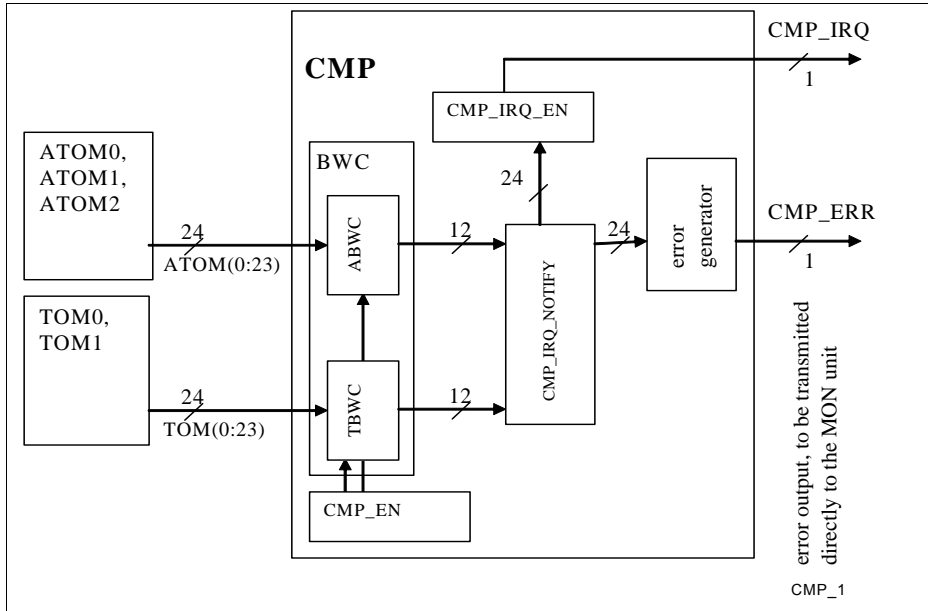 CMP_IRQ
1
CMP
CMP_IRQ_EN
ATOM0,
ATOM1,
ATOM2
BWC
24
24
ATOM(0:23)
ABWC
12
24
CMP_ERR
1
error
generator
CMP_IRQ_NOTIFY
TOM0,
TOM1
24
TOM(0:23)
TBWC
12
CMP_EN
error output, to be transmitted
directly to the MON unit
CMP_1